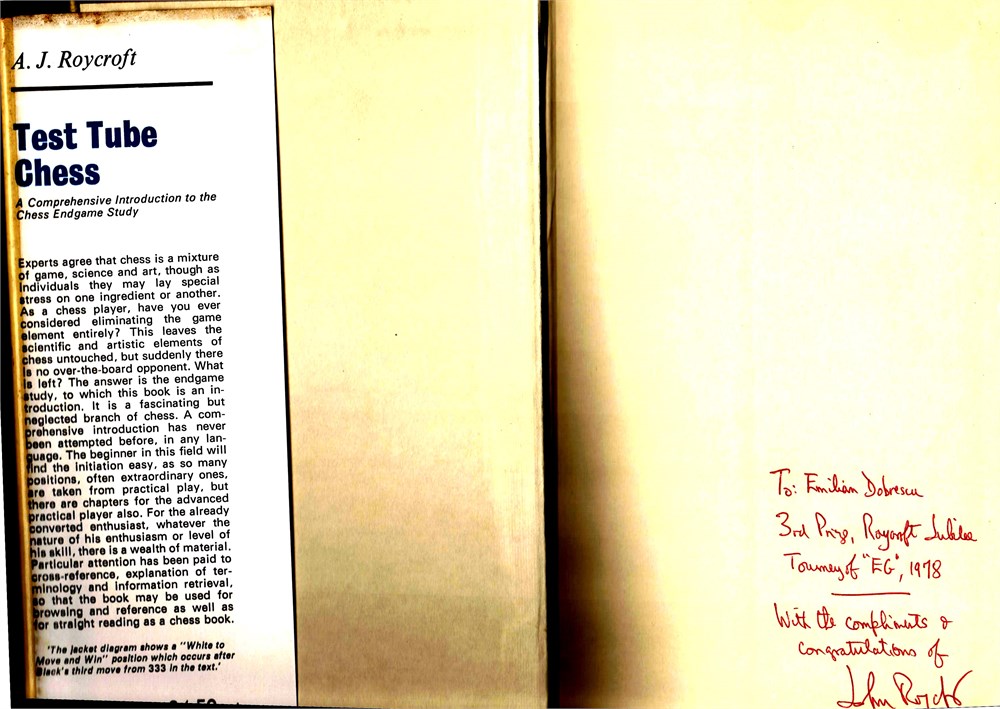 A. J. Roycroft
Test Tube
Chess
A Comprehensive Introduction to the
Chess Endgame Study
Experts agree that chess is a mixture
of game, science and art, though as
individuals they may lay special
stress on one ingredient or another.
As a chess player, have you ever
considered eliminating the game
element entirely? This leaves the
scientific and artistic elements of
chess untouched, but suddenly there
is no over-the-board opponent. What
is left? The answer is the endgame
study, to which this book is an in-
troduction. It is a fascinating but
neglected branch of chess. A com-
prehensive introduction has never
been attempted before, in any lan-
guage. The beginner in this field will
find the initiation easy, as so many
positions, often extraordinary ones,
are taken from practical play, but
there are chapters for the advanced
practical player also. For the already
converted enthusiast, whatever the
nature of his enthusiasm or level of
his skill, there is a wealth of material.
Particular attention has been paid to
cross-reference, explanation of ter-
minology and information retrieval,
so that the book may be used for
browsing and reference as well as
for straight reading as a chess book.
'The jacket diagram shows a "White to
Move and Win" position which occurs after
Black's third move from 333 in the text.'
To: Emilian Dobrescu
3rd Prize, Roycroft Jubilee
Tourney of "EG", 1978
With the compliments &
congratulations of
John Roycroft